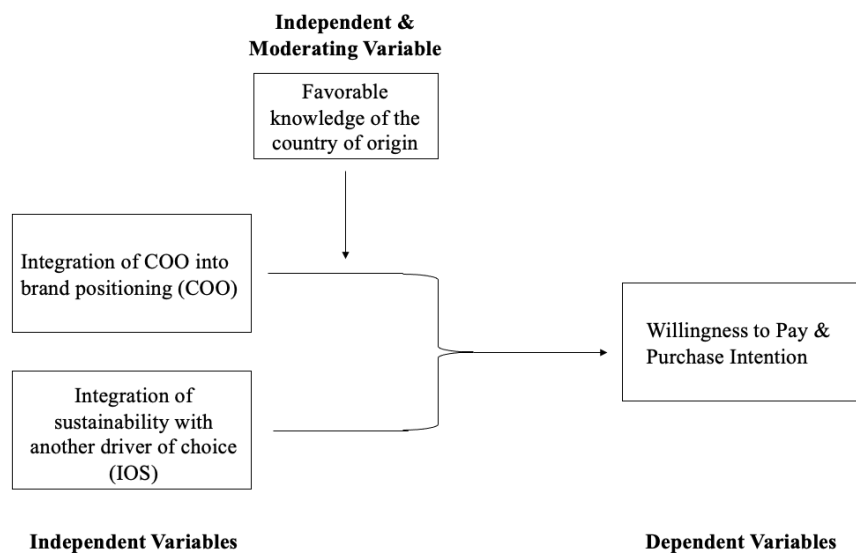 Independent &
Moderating Variable
Favorable
knowledge of the
country of origin
Integration of COO into
brand positioning (COO)
Willingness to Pay &
Purchase Intention
Integration of
sustainability with
another driver of choice
(IOS)
Independent Variables
Dependent Variables